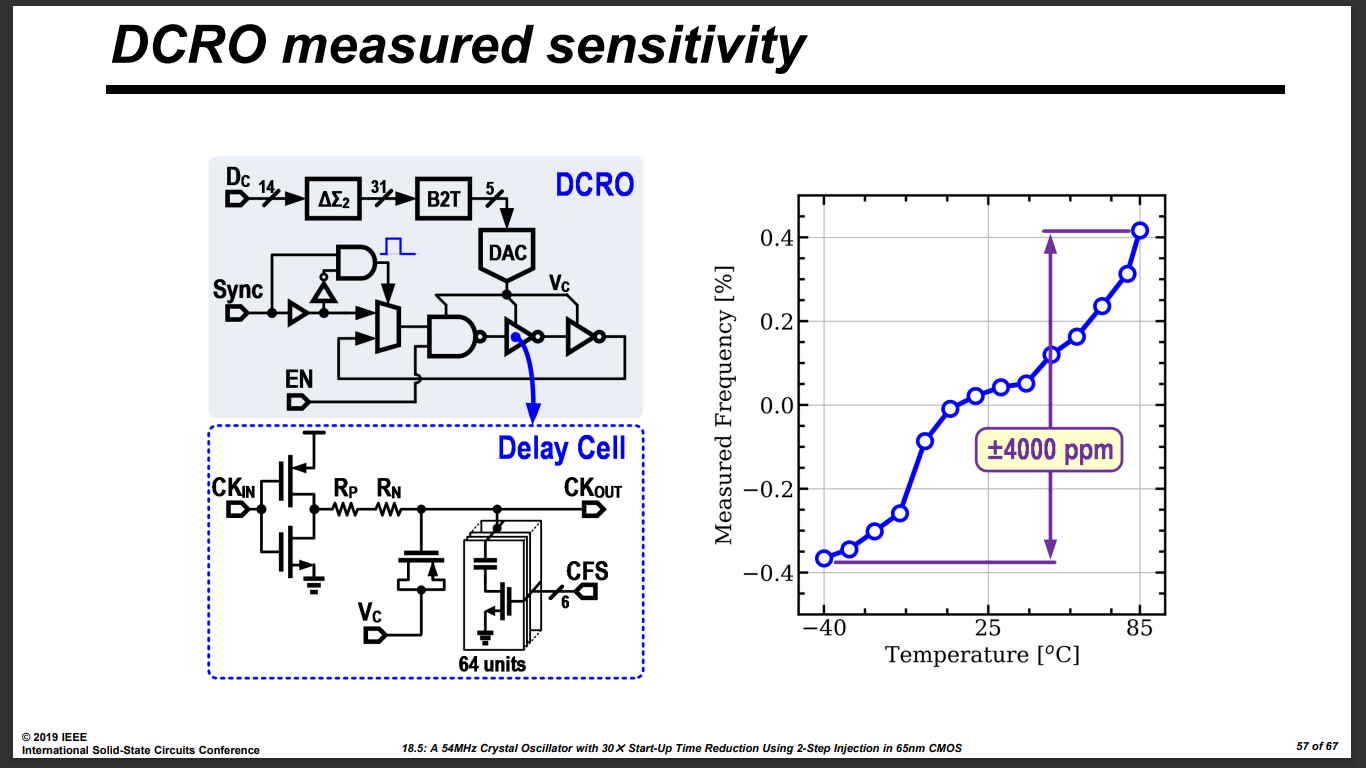 DCRO measured sensitivity
DC
14
ΔΣ2
31
B2T
5
DCRO
DAC
VC
Sync
EN
Delay Cell
CKIN
RP
RN
CKOUT
VC
CFS
6
64 units
Measured Frequency [%]
0.4
0.2
0.0
−0.2
−0.4
±4000 ppm
−40
25
85
Temperature [oC]
© 2019 IEEE
International Solid-State Circuits Conference
18.5: A 54MHz Crystal Oscillator with 30✕ Start-Up Time Reduction Using 2-Step Injection in 65nm CMOS
57 of 67